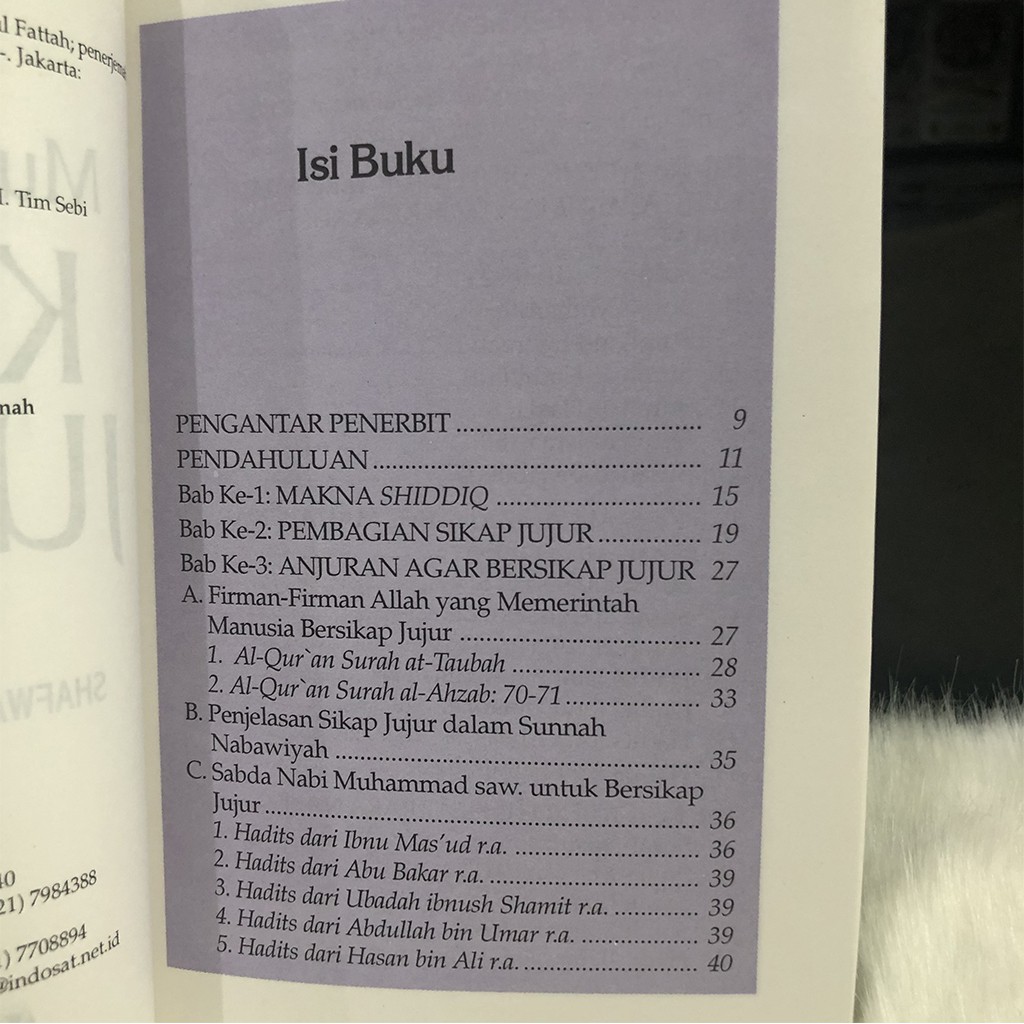 l Fattah; penerjema
-. Jakarta:
I. Tim Sebi
nah
40
21) 7984388
) 7708894
@indosat.net.id
Isi Buku
PENGANTAR PENERBIT ................................ 9
PENDAHULUAN ........................................... 11
Bab Ke-1: MAKNA SHIDDIQ .......................... 15
Bab Ke-2: PEMBAGIAN SIKAP JUJUR ................ 19
Bab Ke-3: ANJURAN AGAR BERSIKAP JUJUR 27
A. Firman-Firman Allah yang Memerintah
Manusia Bersikap Jujur ............................... 27
1. Al-Qur`an Surah at-Taubah ........................ 28
2. Al-Qur`an Surah al-Ahzab: 70-71 ................. 33
B. Penjelasan Sikap Jujur dalam Sunnah
Nabawiyah ................................................ 35
C. Sabda Nabi Muhammad saw. untuk Bersikap
Jujur ......................................................... 36
1. Hadits dari Ibnu Mas'ud r.a. ........................ 36
2. Hadits dari Abu Bakar r.a. ........................... 39
3. Hadits dari Ubadah ibnush Shamit r.a. ............ 39
4. Hadits dari Abdullah bin Umar r.a. ................ 39
5. Hadits dari Hasan bin Ali r.a. ....................... 40